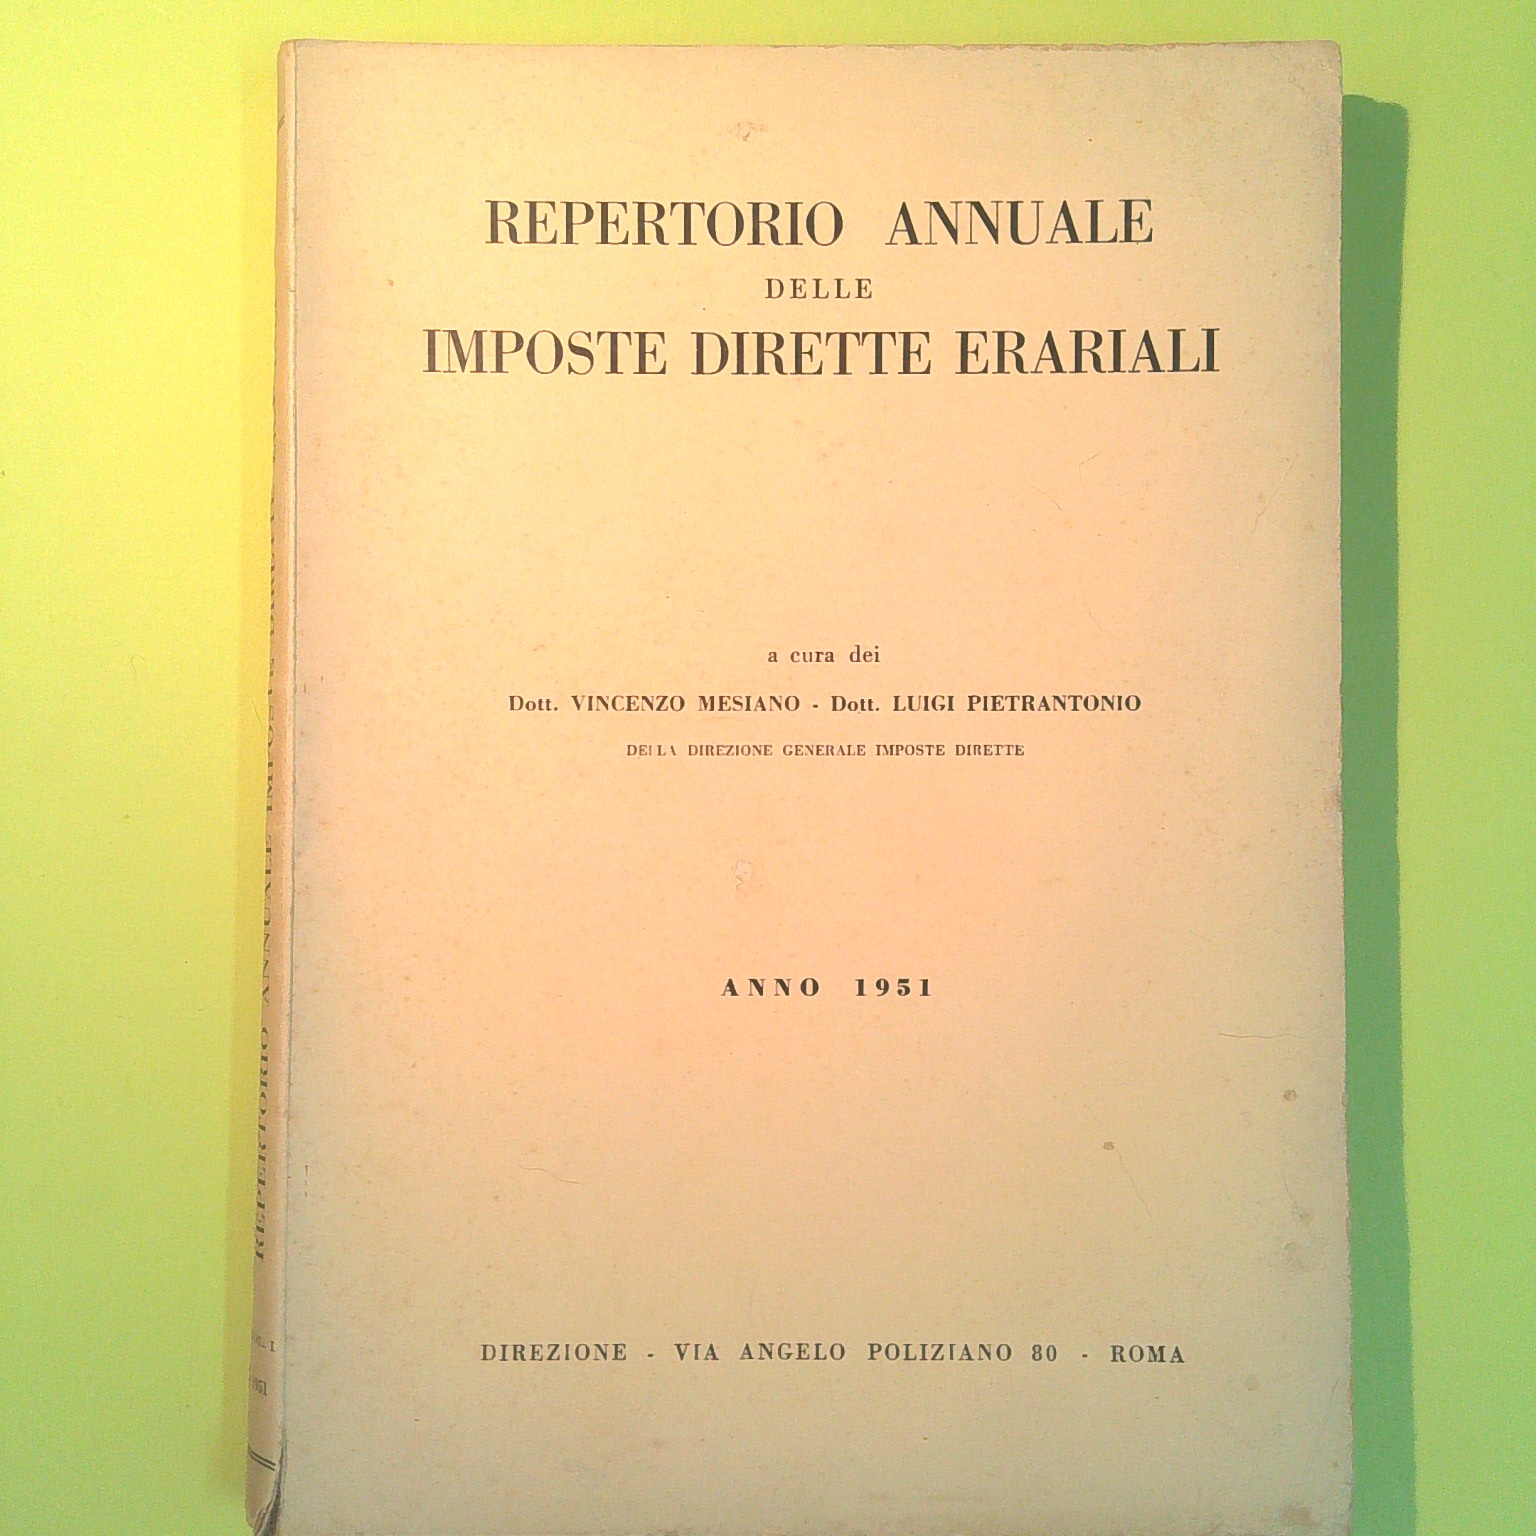 REPERTORIO ANNUALE
DELLE
IMPOSTE DIRETTE ERARIALI
a cura dei
Dott. VINCENZO MESIANO - Dott. LUIGI PIETRANTONIO
DELLA DIREZIONE GENERALE IMPOSTE DIRETTE
ANNO 1951
DIREZIONE - VIA ANGELO POLIZIANO 80 - ROMA
REPERTORIO ANNUALE IMPOSTE